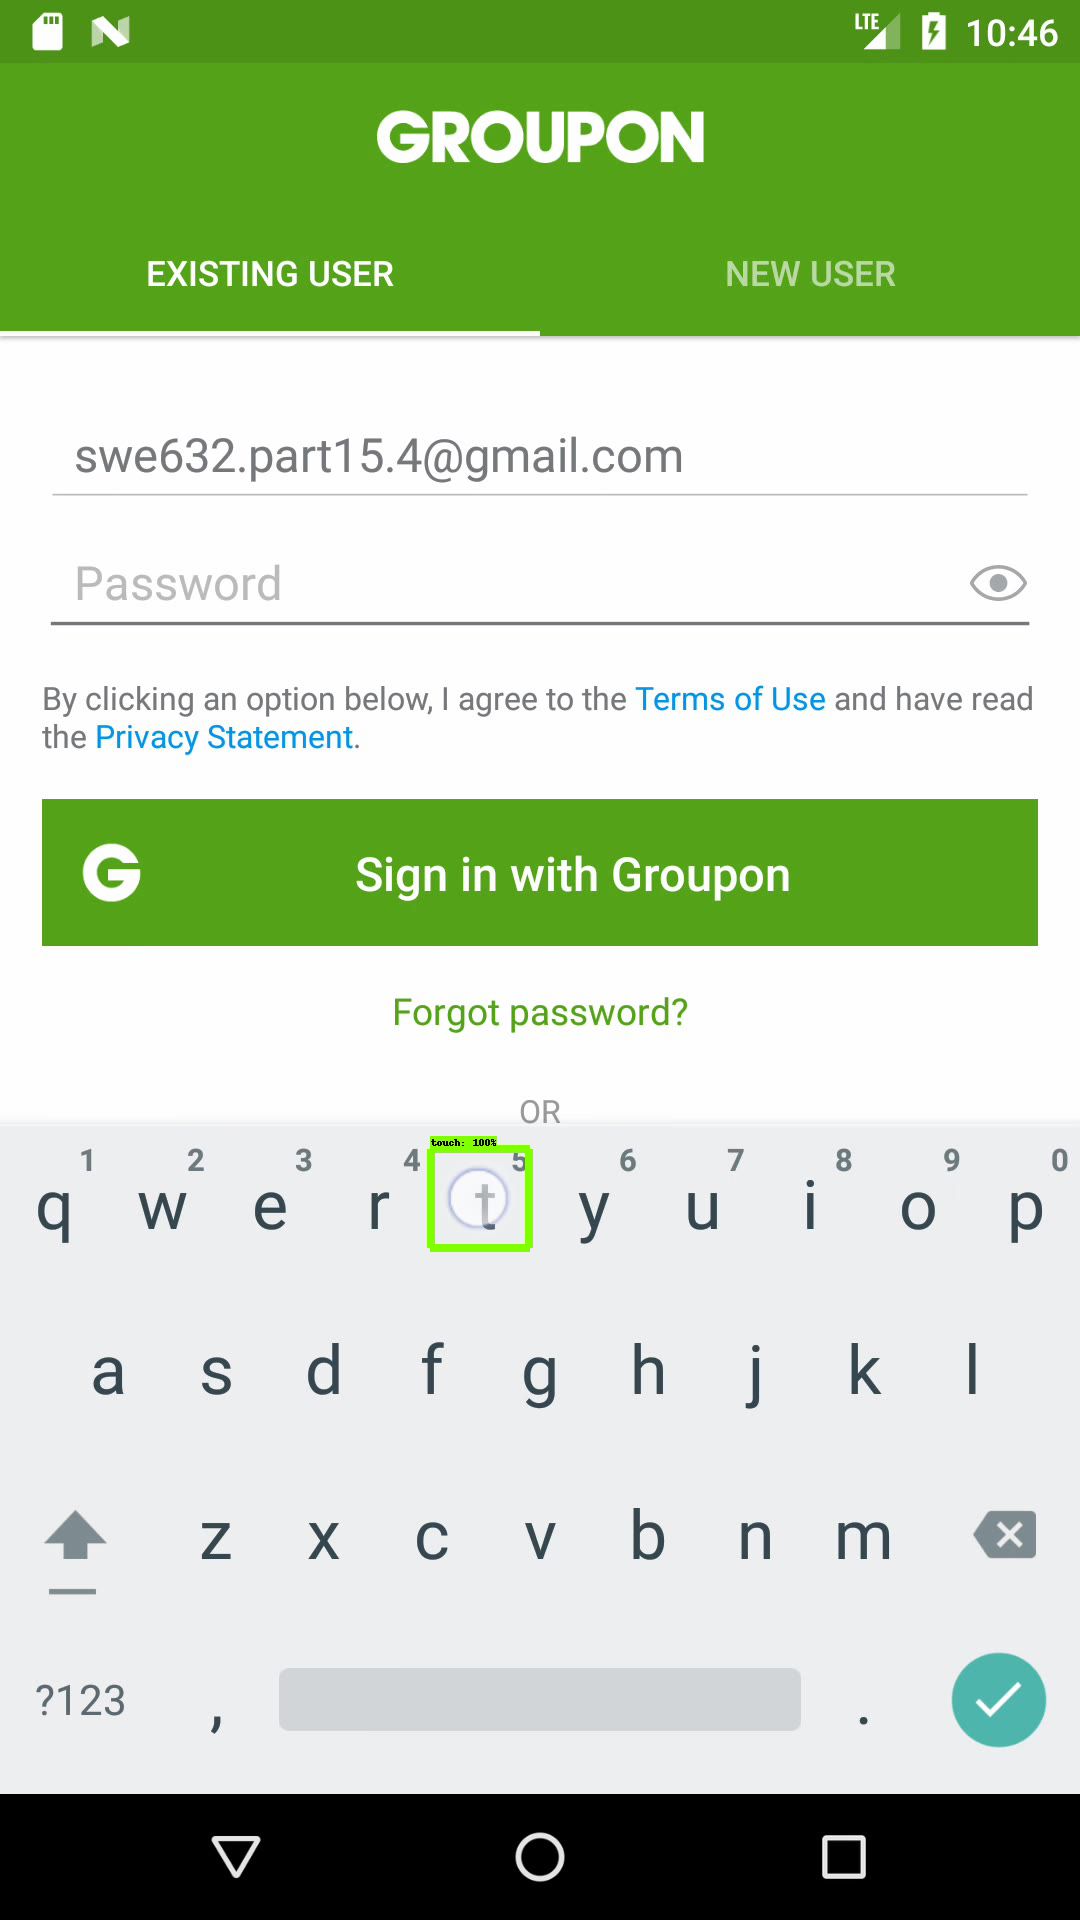 LTE 10:46
GROUPON
EXISTING USER NEW USER
swe632.part15.4@gmail.com
Password
By clicking an option below, I agree to the Terms of Use and have read
the Privacy Statement.
G Sign in with Groupon
Forgot password?
OR
touch: 100%
1 2 3 4 5 6 7 8 9 0
q w e r t y u i o p
a s d f g h j k l
z x c v b n m
?123 , .